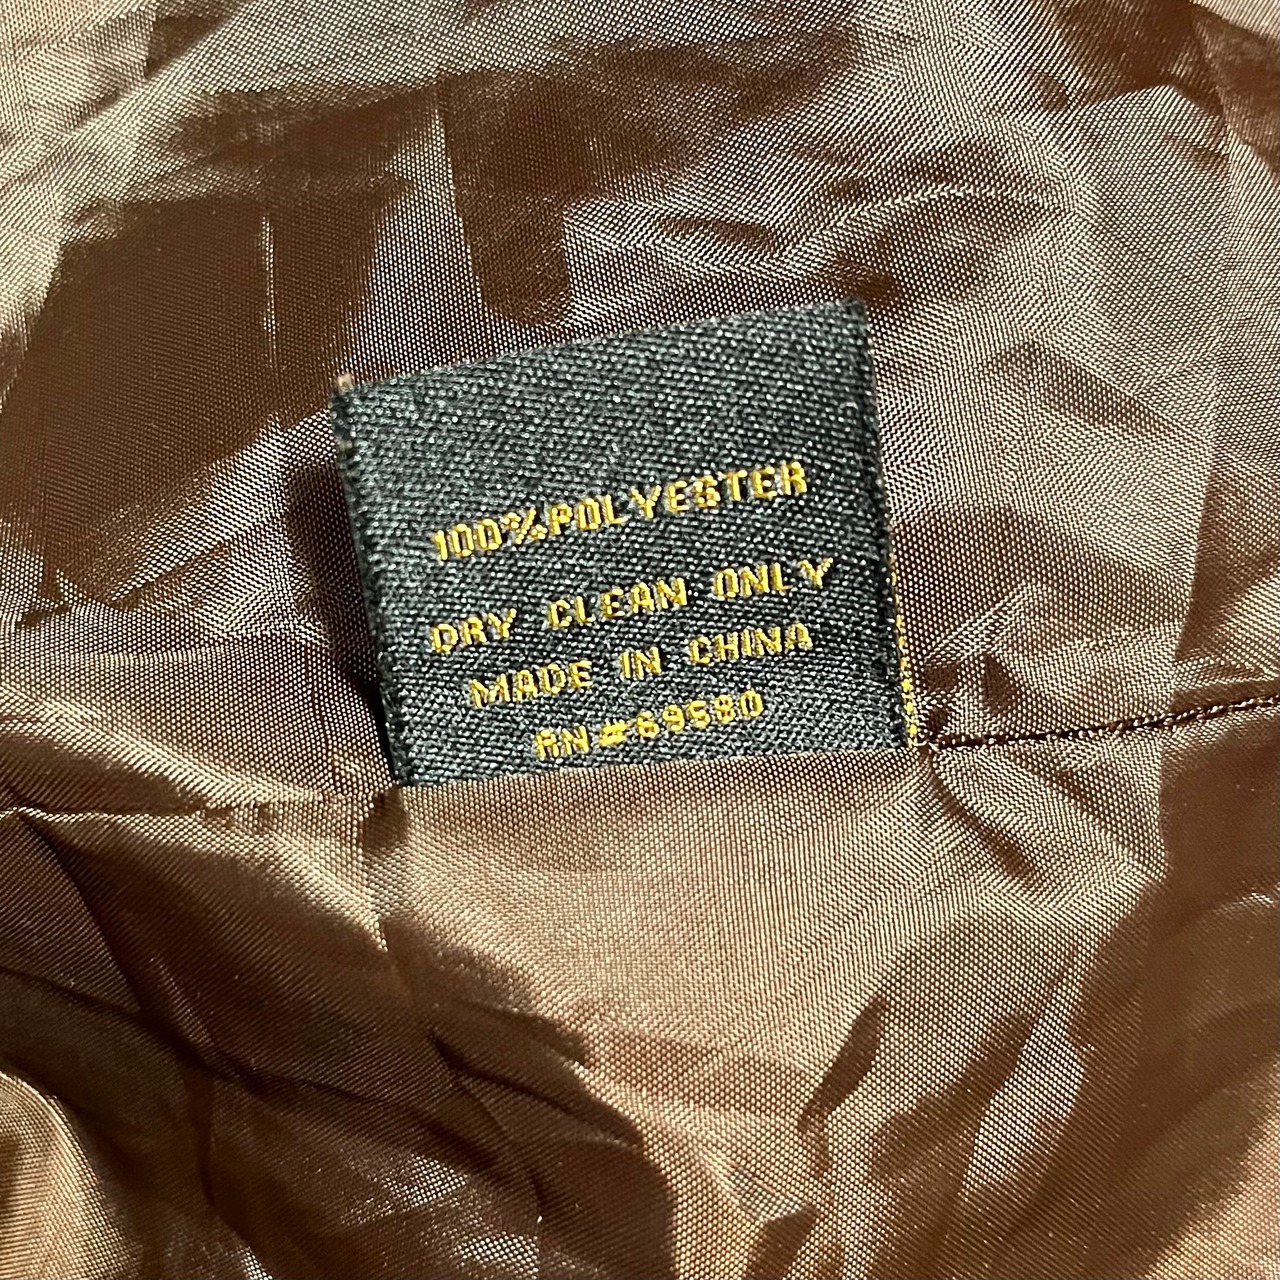 100%POLYESTER
DRY CLEAN ONLY
MADE IN CHINA
RN#69580